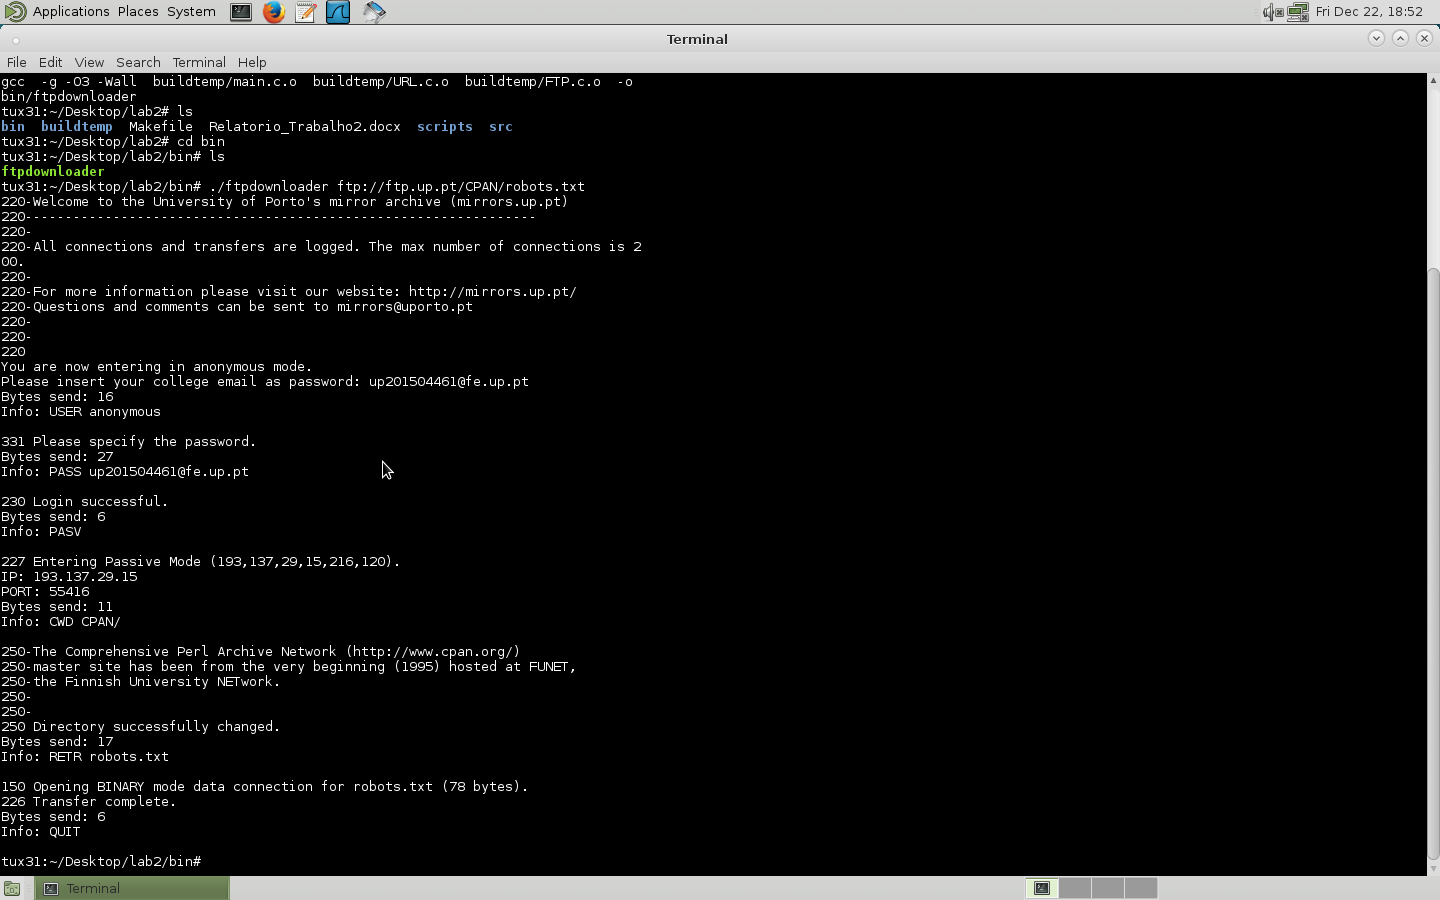 Applications Places System
Fri Dec 22, 18:52
Terminal
File Edit View Search Terminal Help
gcc  -g -O3 -Wall  buildtemp/main.c.o  buildtemp/URL.c.o  buildtemp/FTP.c.o  -o
bin/ftpdownloader
tux31:~/Desktop/lab2# ls
bin  buildtemp  Makefile  Relatorio_Trabalho2.docx  scripts  src
tux31:~/Desktop/lab2# cd bin
tux31:~/Desktop/lab2/bin# ls
ftpdownloader
tux31:~/Desktop/lab2/bin# ./ftpdownloader ftp://ftp.up.pt/CPAN/robots.txt
220-Welcome to the University of Porto's mirror archive (mirrors.up.pt)
220---------------------------------------------------------------
220-
220-All connections and transfers are logged. The max number of connections is 2
00.
220-
220-For more information please visit our website: http://mirrors.up.pt/
220-Questions and comments can be sent to mirrors@uporto.pt
220-
220-
220
You are now entering in anonymous mode.
Please insert your college email as password: up201504461@fe.up.pt
Bytes send: 16
Info: USER anonymous
331 Please specify the password.
Bytes send: 27
Info: PASS up201504461@fe.up.pt
230 Login successful.
Bytes send: 6
Info: PASV
227 Entering Passive Mode (193,137,29,15,216,120).
IP: 193.137.29.15
PORT: 55416
Bytes send: 11
Info: CWD CPAN/
250-The Comprehensive Perl Archive Network (http://www.cpan.org/)
250-master site has been from the very beginning (1995) hosted at FUNET,
250-the Finnish University NETwork.
250-
250-
250 Directory successfully changed.
Bytes send: 17
Info: RETR robots.txt
150 Opening BINARY mode data connection for robots.txt (78 bytes).
226 Transfer complete.
Bytes send: 6
Info: QUIT
tux31:~/Desktop/lab2/bin#
Terminal